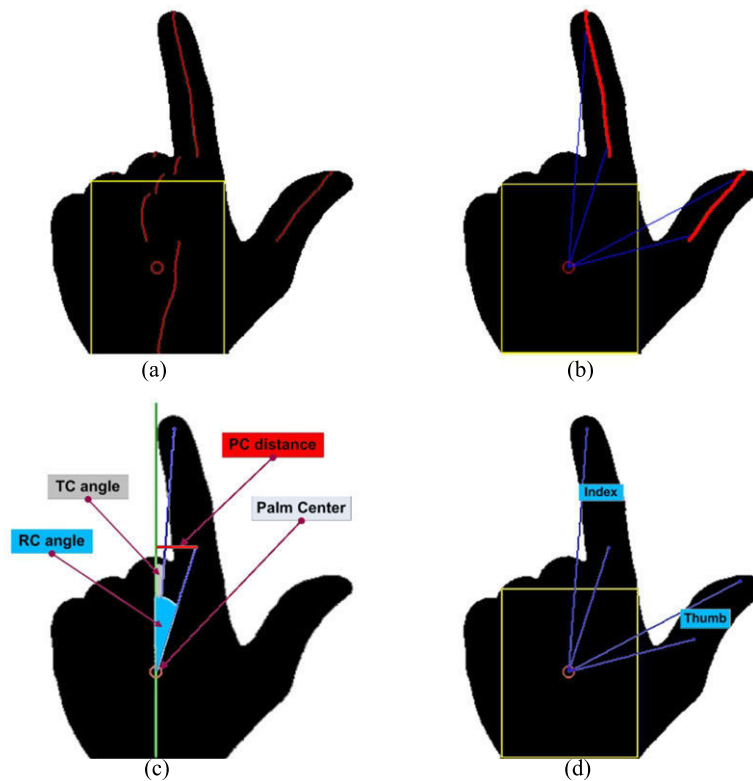 (a)
(b)
PC distance
TC angle
Palm Center
RC angle
Index
Thumb
(c)
(d)